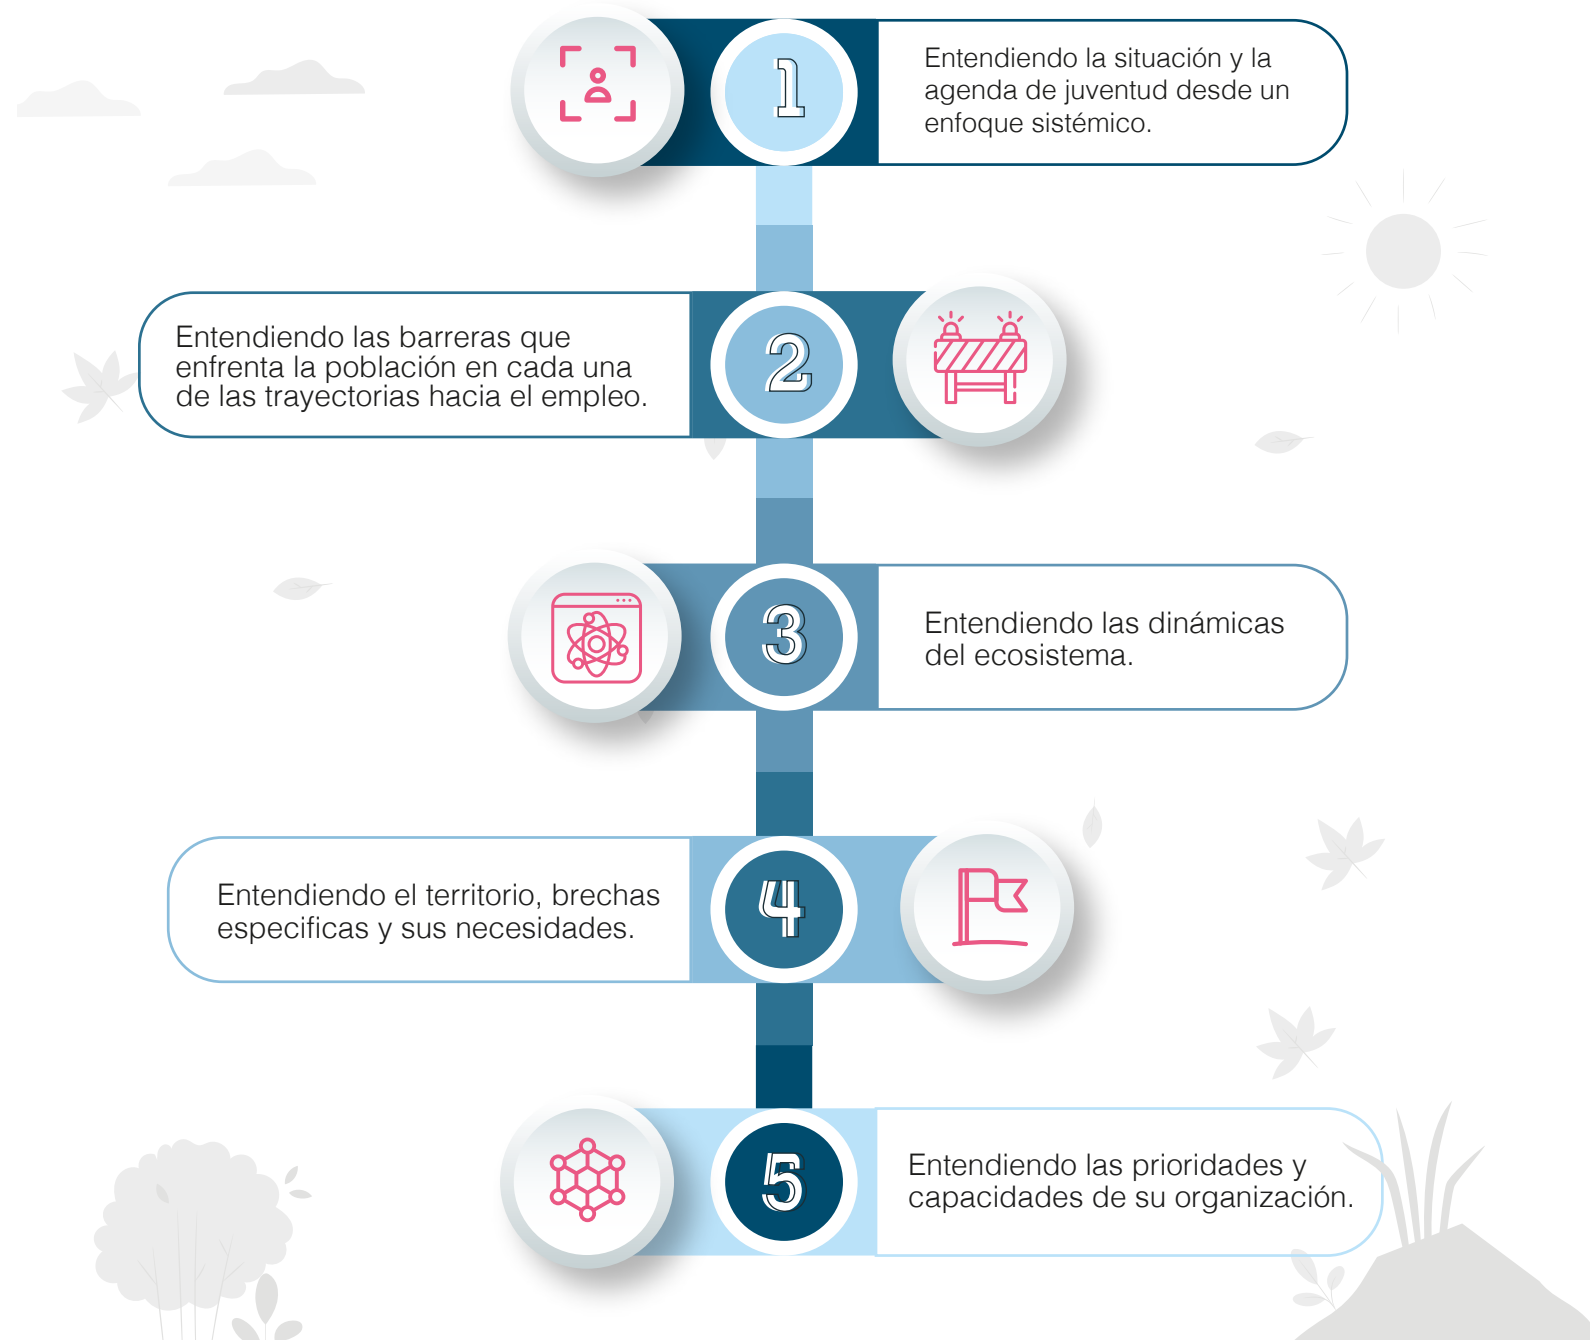 1
Entendiendo la situación y la
agenda de juventud desde un
enfoque sistémico.
2
Entendiendo las barreras que
enfrenta la población en cada una
de las trayectorias hacia el empleo.
3
Entendiendo las dinámicas
del ecosistema.
4
Entendiendo el territorio, brechas
especificas y sus necesidades.
5
Entendiendo las prioridades y
capacidades de su organización.